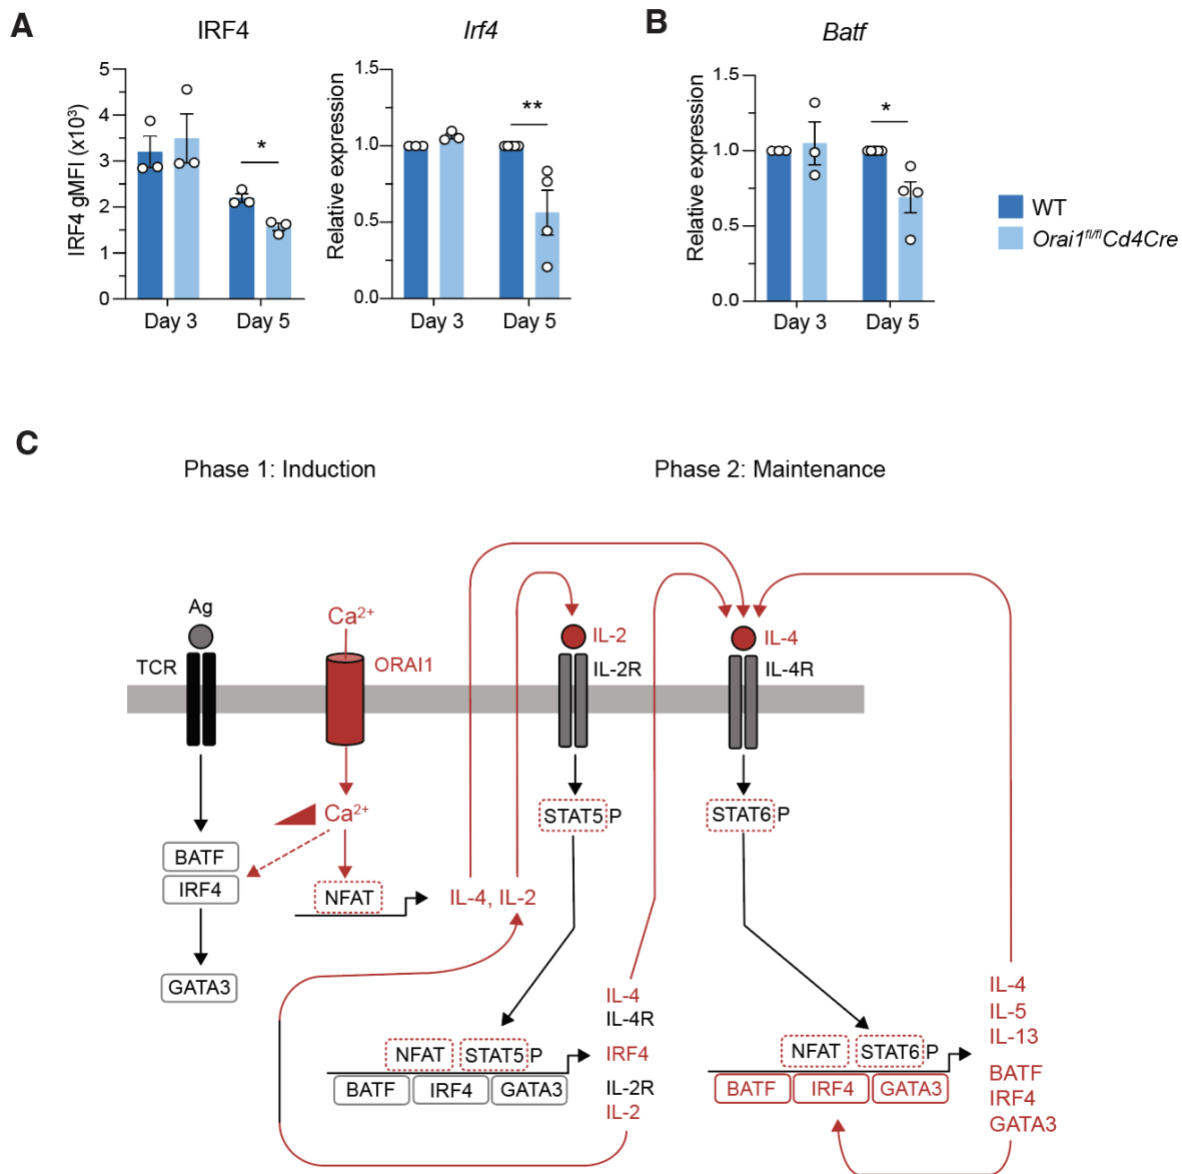 A
IRF4
5
4
3
2
1
0
IRF4 gMFI (x10³)
*
Day 3
Day 5
Irf4
1.5
1.0
0.5
0.0
Relative expression
**
Day 3
Day 5
B
Batf
1.5
1.0
0.5
0.0
Relative expression
*
Day 3
Day 5
WT
Orai1fl/flCd4Cre
C
Phase 1: Induction
Phase 2: Maintenance
Ag
TCR
Ca²⁺
ORAI1
IL-2
IL-2R
IL-4
IL-4R
Ca²⁺
STAT5 P
STAT6 P
BATF
IRF4
NFAT
IL-4, IL-2
GATA3
IL-4
IL-4R
IRF4
IL-2R
IL-2
NFAT STAT5 P
BATF IRF4 GATA3
NFAT STAT6 P
BATF IRF4 GATA3
IL-4
IL-5
IL-13
BATF
IRF4
GATA3